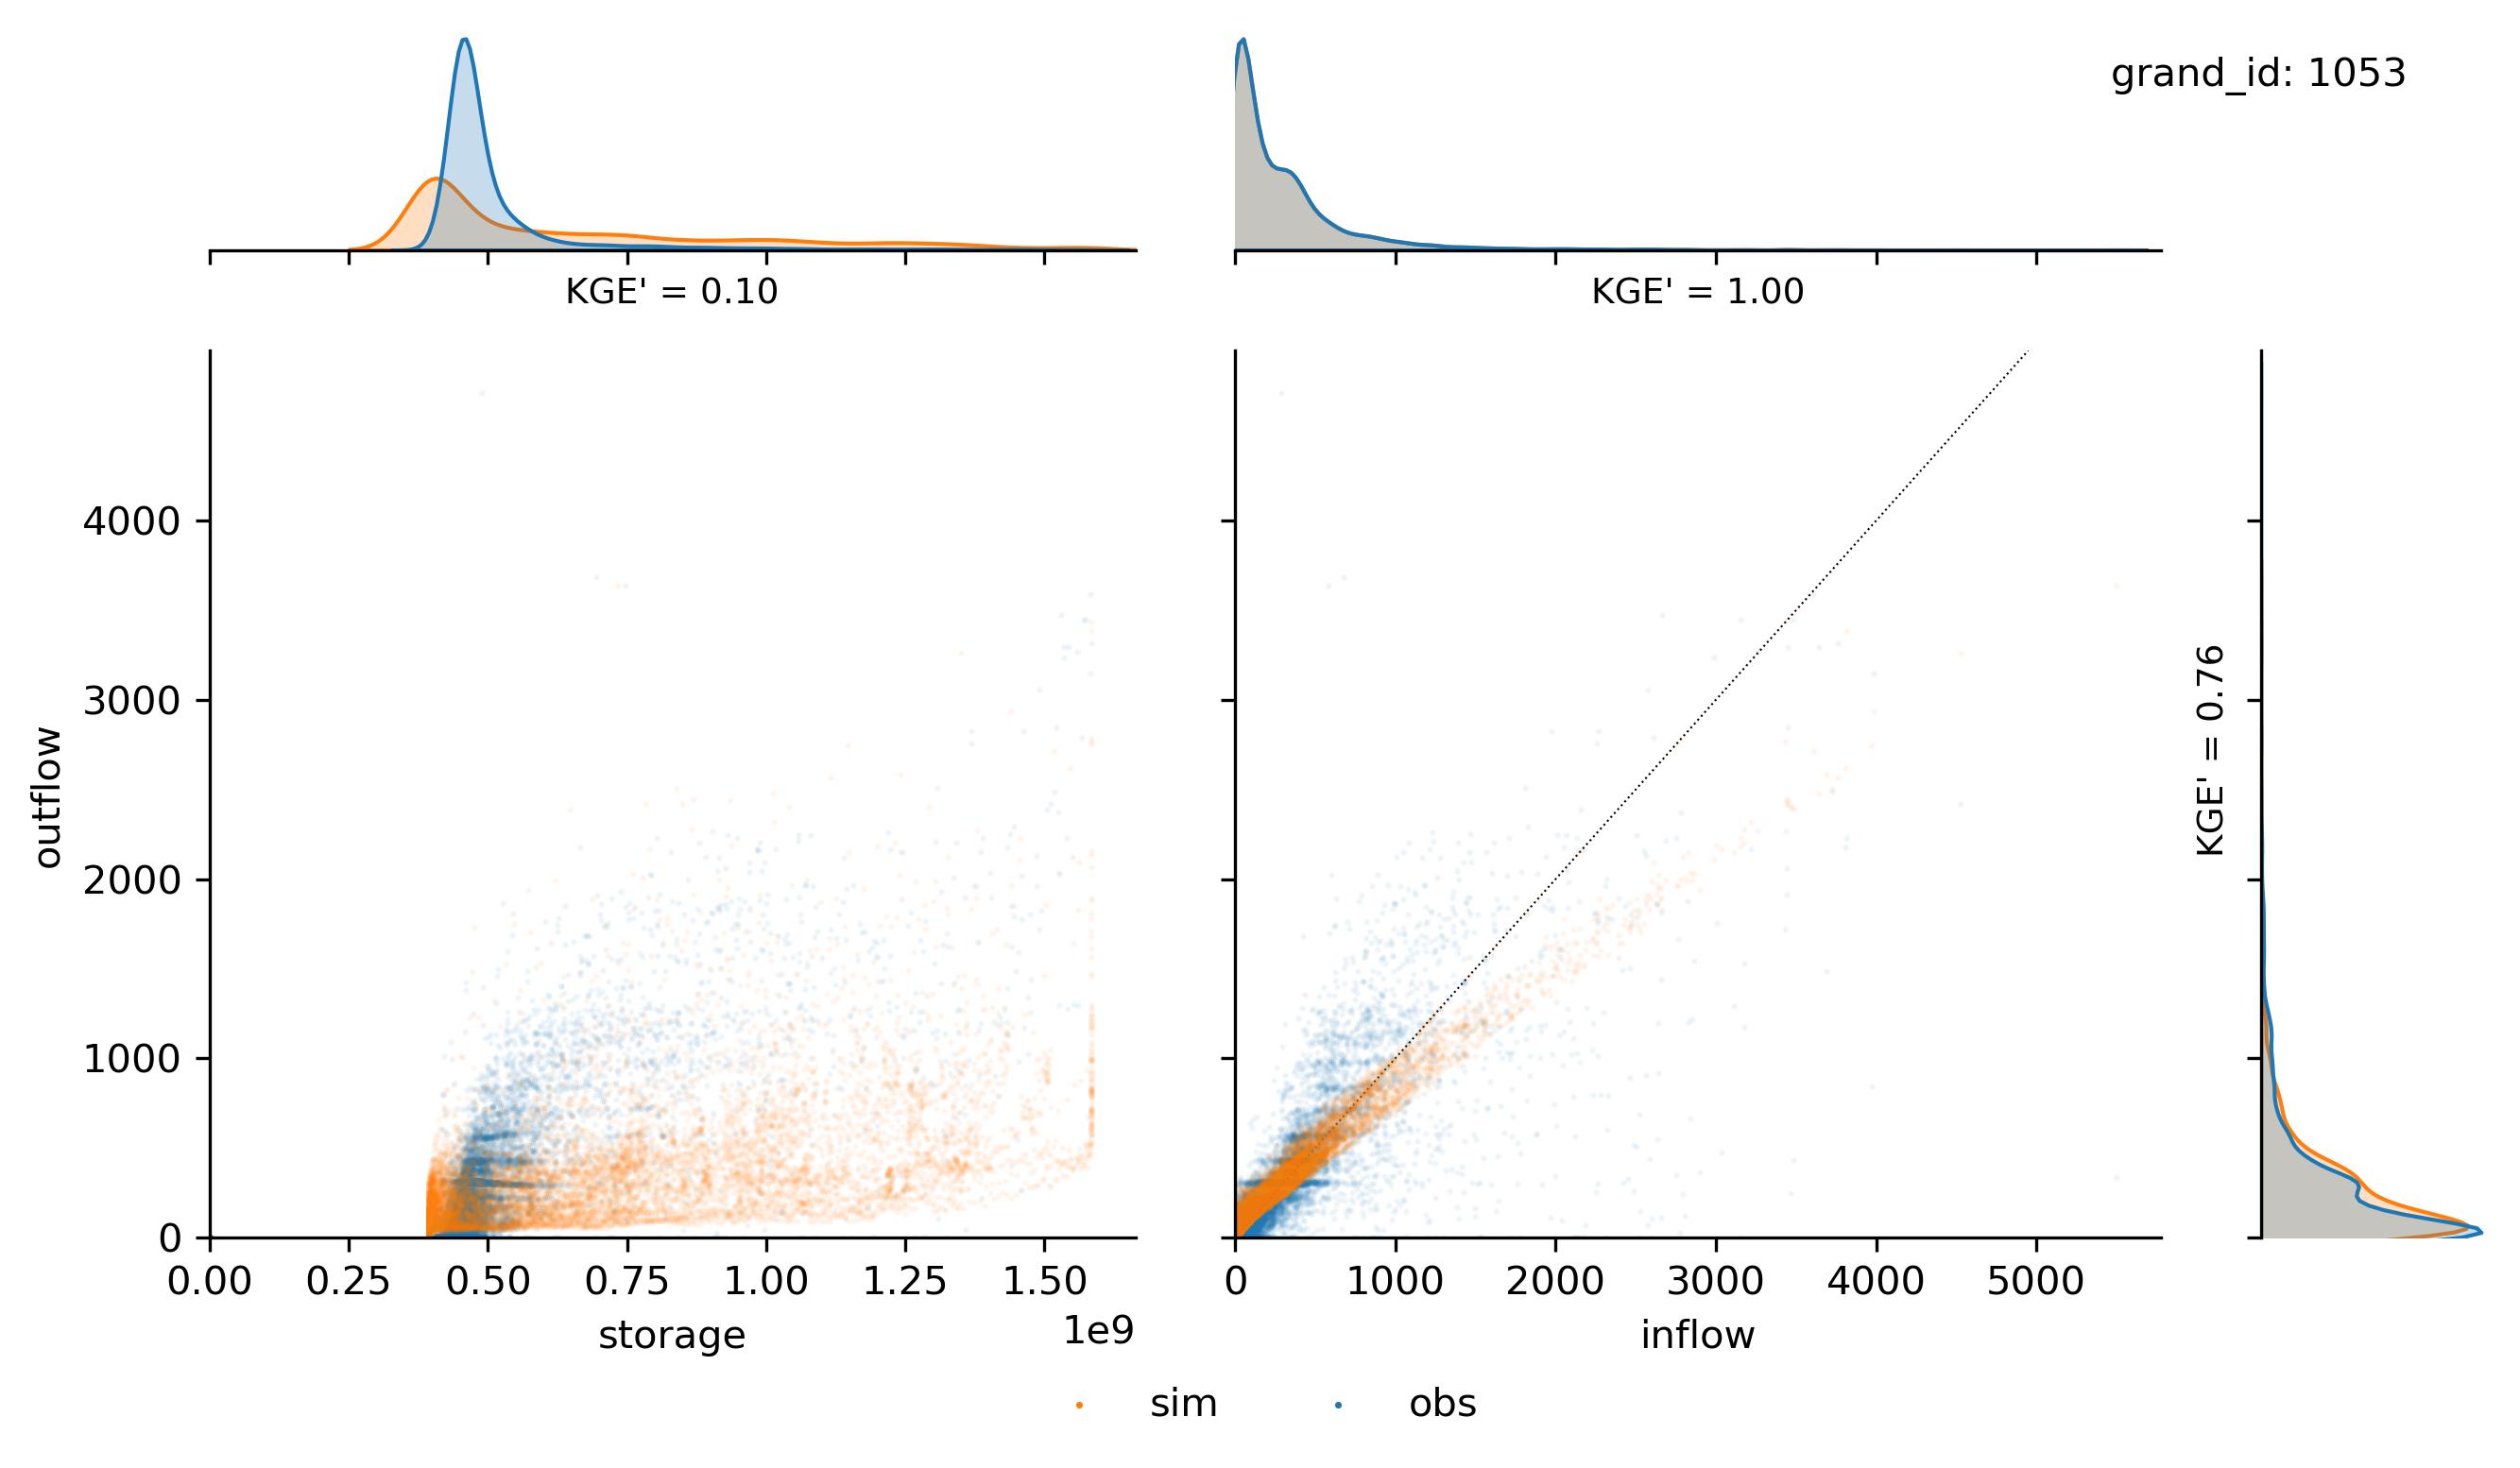 grand_id: 1053
KGE' = 0.10
KGE' = 1.00
4000
3000
2000
1000
0
outflow
KGE' = 0.76
0.00 0.25 0.50 0.75 1.00 1.25 1.50
1e9
storage
0 1000 2000 3000 4000 5000
inflow
sim obs